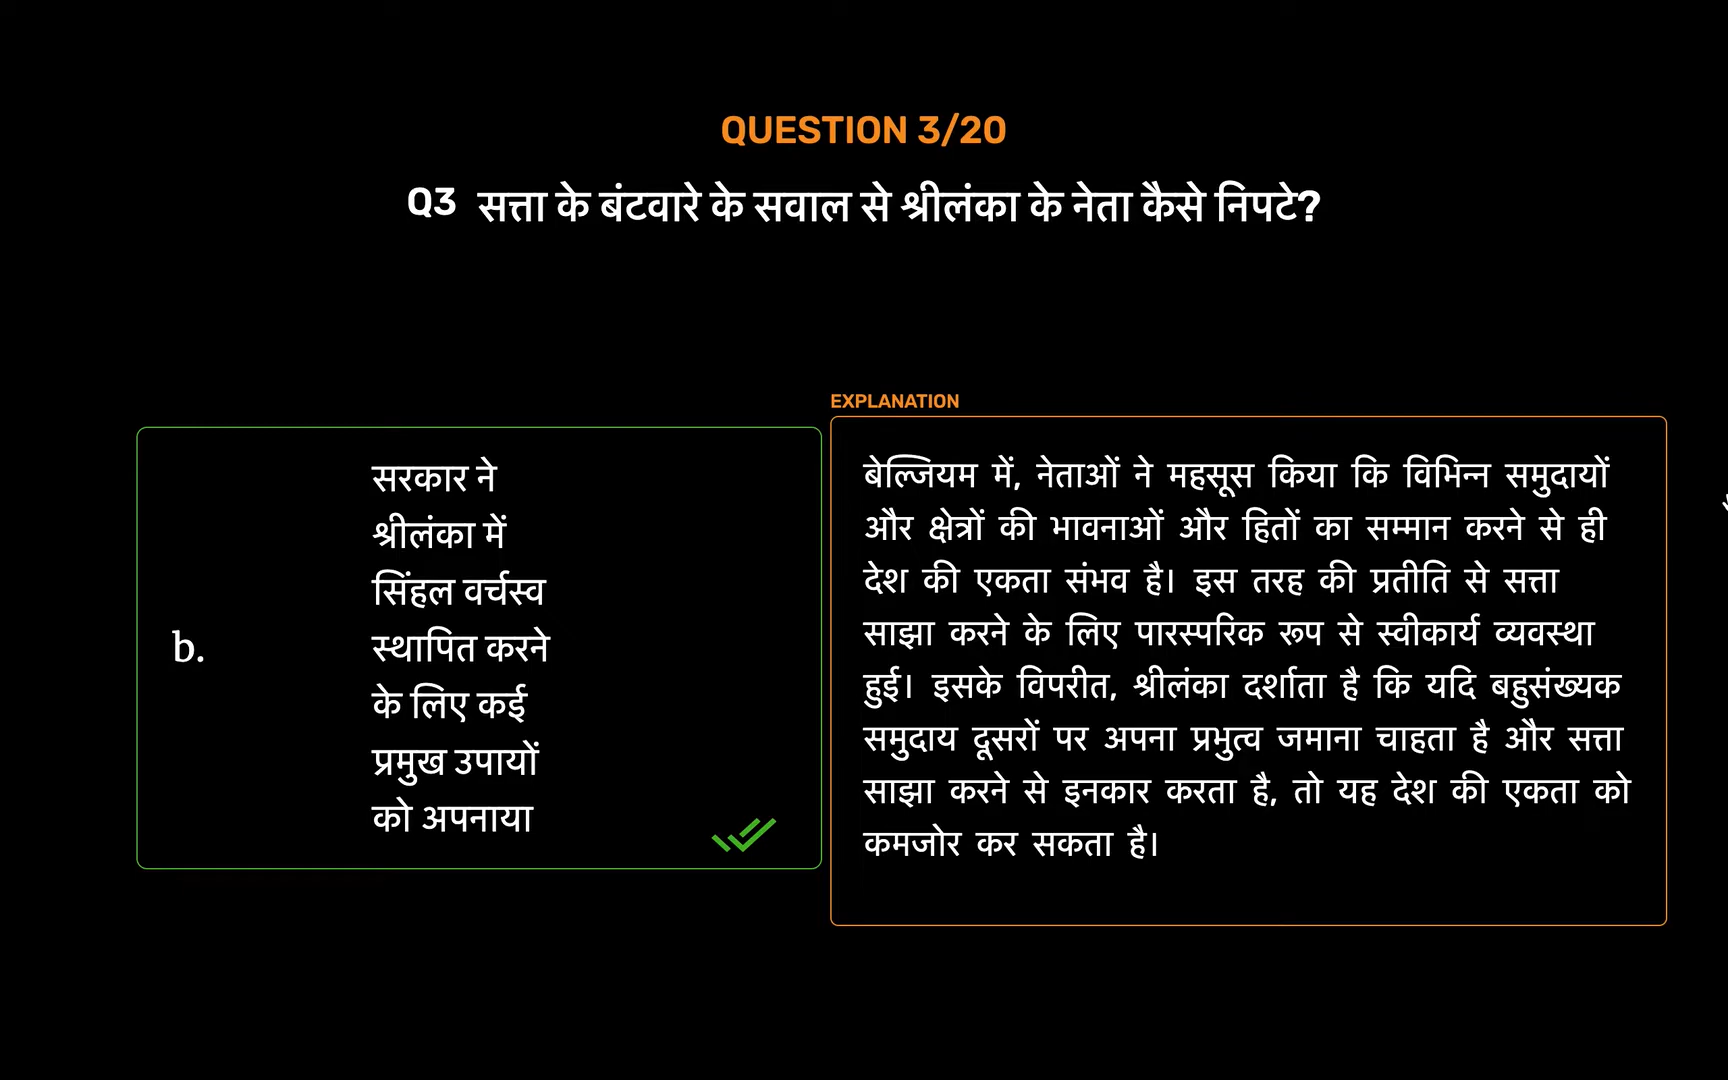 QUESTION 3/20
Q3 सत्ता के बंटवारे के सवाल से श्रीलंका के नेता कैसे निपटे?
EXPLANATION
b.
सरकार ने
श्रीलंका में
सिंहल वर्चस्व
स्थापित करने
के लिए कई
प्रमुख उपायों
को अपनाया
बेल्जियम में, नेताओं ने महसूस किया कि विभिन्न समुदायों
और क्षेत्रों की भावनाओं और हितों का सम्मान करने से ही
देश की एकता संभव है। इस तरह की प्रतीति से सत्ता
साझा करने के लिए पारस्परिक रूप से स्वीकार्य व्यवस्था
हुई। इसके विपरीत, श्रीलंका दर्शाता है कि यदि बहुसंख्यक
समुदाय दूसरों पर अपना प्रभुत्व जमाना चाहता है और सत्ता
साझा करने से इनकार करता है, तो यह देश की एकता को
कमजोर कर सकता है।